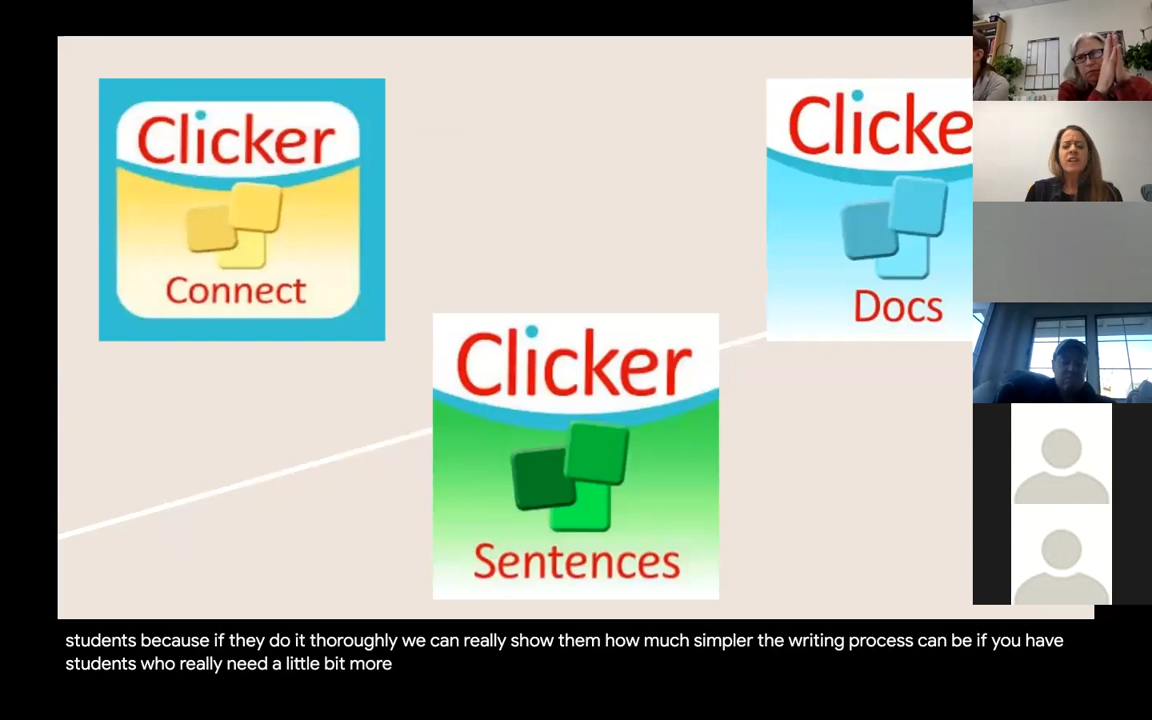 Clicker
Connect
Clicke
Docs
Clicker
Sentences
students because if they do it thoroughly we can really show them how much simpler the writing process can be if you have
students who really need a little bit more